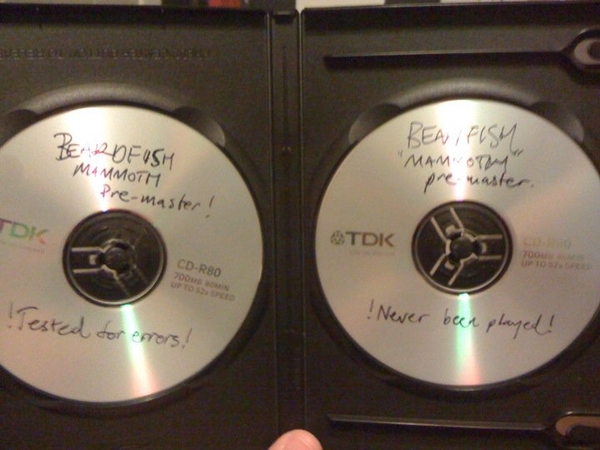 BEARDFISH
MAMMOTH
Pre-master!
TDK
CD-R80
700MB 80MIN
UP TO 52x SPEED
!Tested for errors!
BEARDFISH
"MAMMOTH"
pre-master.
TDK
CD-R80
700MB 80MIN
UP TO 52x SPEED
!Never been played!